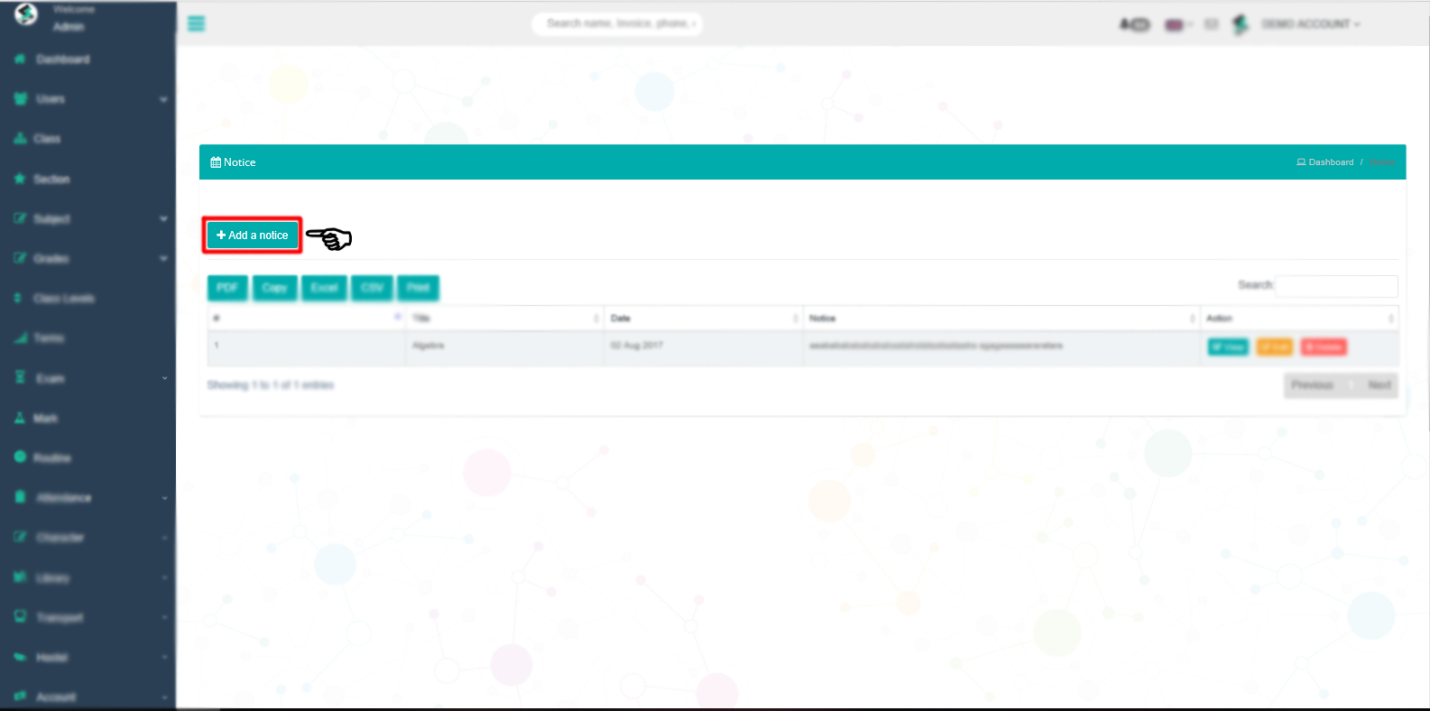 Welcome
Admin
Search name, Invoice, phone,
DEMO ACCOUNT
Dashboard
Users
Class
Section
Subject
Grades
Class Levels
Terms
Exam
Mark
Routine
Attendance
Character
Library
Transport
Hostel
Account
Notice
Dashboard / Notice
+ Add a notice
PDF Copy Excel CSV Print
Search:
# Title Date Notice Action
1 Algebra 02 Aug 2017 View Edit Delete
Showing 1 to 1 of 1 entries
Previous 1 Next